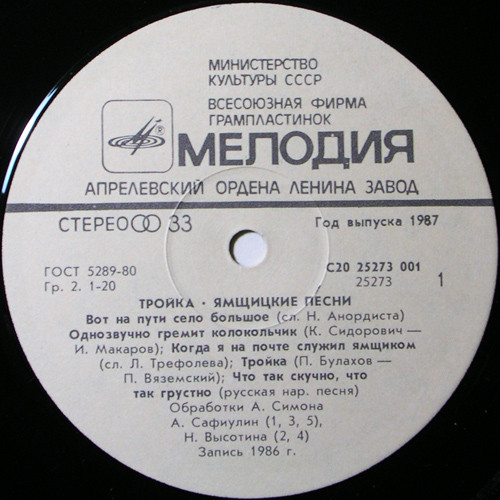 МИНИСТЕРСТВО
КУЛЬТУРЫ СССР
ВСЕСОЮЗНАЯ ФИРМА
ГРАМПЛАСТИНОК
МЕЛОДИЯ
АПРЕЛЕВСКИЙ ОРДЕНА ЛЕНИНА ЗАВОД
СТЕРЕО 33
Год выпуска 1987
ГОСТ 5289-80
Гр. 2. 1-20
С20 25273 001
25273
1
ТРОЙКА · ЯМЩИЦКИЕ ПЕСНИ
Вот на пути село большое (сл. Н. Анордиста)
Однозвучно гремит колокольчик (К. Сидорович —
И. Макаров); Когда я на почте служил ямщиком
(сл. Л. Трефолева); Тройка (П. Булахов —
П. Вяземский); Что так скучно, что
так грустно (русская нар. песня)
Обработки А. Симона
А. Сафиулин (1, 3, 5),
Н. Высотина (2, 4)
Запись 1986 г.